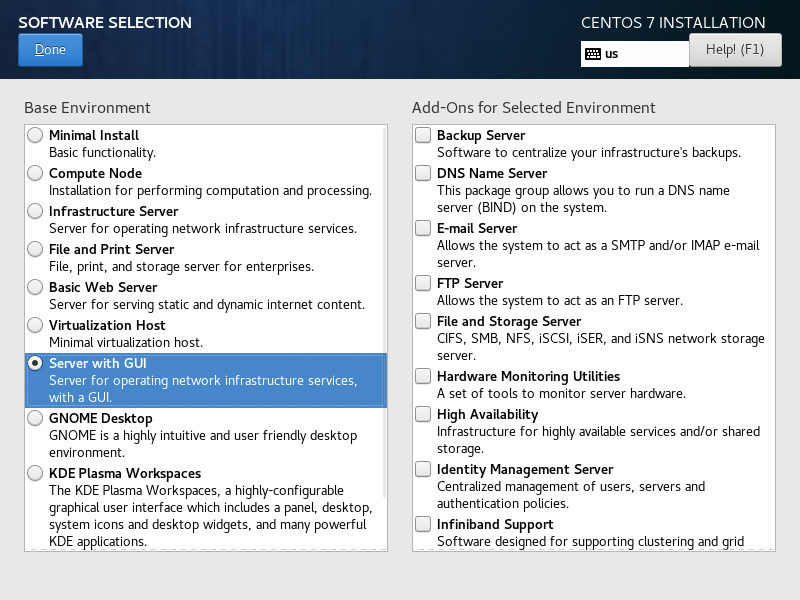 SOFTWARE SELECTION
Done
CENTOS 7 INSTALLATION
us
Help! (F1)
Base Environment
Minimal Install
Basic functionality.
Compute Node
Installation for performing computation and processing.
Infrastructure Server
Server for operating network infrastructure services.
File and Print Server
File, print, and storage server for enterprises.
Basic Web Server
Server for serving static and dynamic internet content.
Virtualization Host
Minimal virtualization host.
Server with GUI
Server for operating network infrastructure services,
with a GUI.
GNOME Desktop
GNOME is a highly intuitive and user friendly desktop
environment.
KDE Plasma Workspaces
The KDE Plasma Workspaces, a highly-configurable
graphical user interface which includes a panel, desktop,
system icons and desktop widgets, and many powerful
KDE applications.
Add-Ons for Selected Environment
Backup Server
Software to centralize your infrastructure's backups.
DNS Name Server
This package group allows you to run a DNS name
server (BIND) on the system.
E-mail Server
Allows the system to act as a SMTP and/or IMAP e-mail
server.
FTP Server
Allows the system to act as an FTP server.
File and Storage Server
CIFS, SMB, NFS, iSCSI, iSER, and iSNS network storage
server.
Hardware Monitoring Utilities
A set of tools to monitor server hardware.
High Availability
Infrastructure for highly available services and/or shared
storage.
Identity Management Server
Centralized management of users, servers and
authentication policies.
Infiniband Support
Software designed for supporting clustering and grid